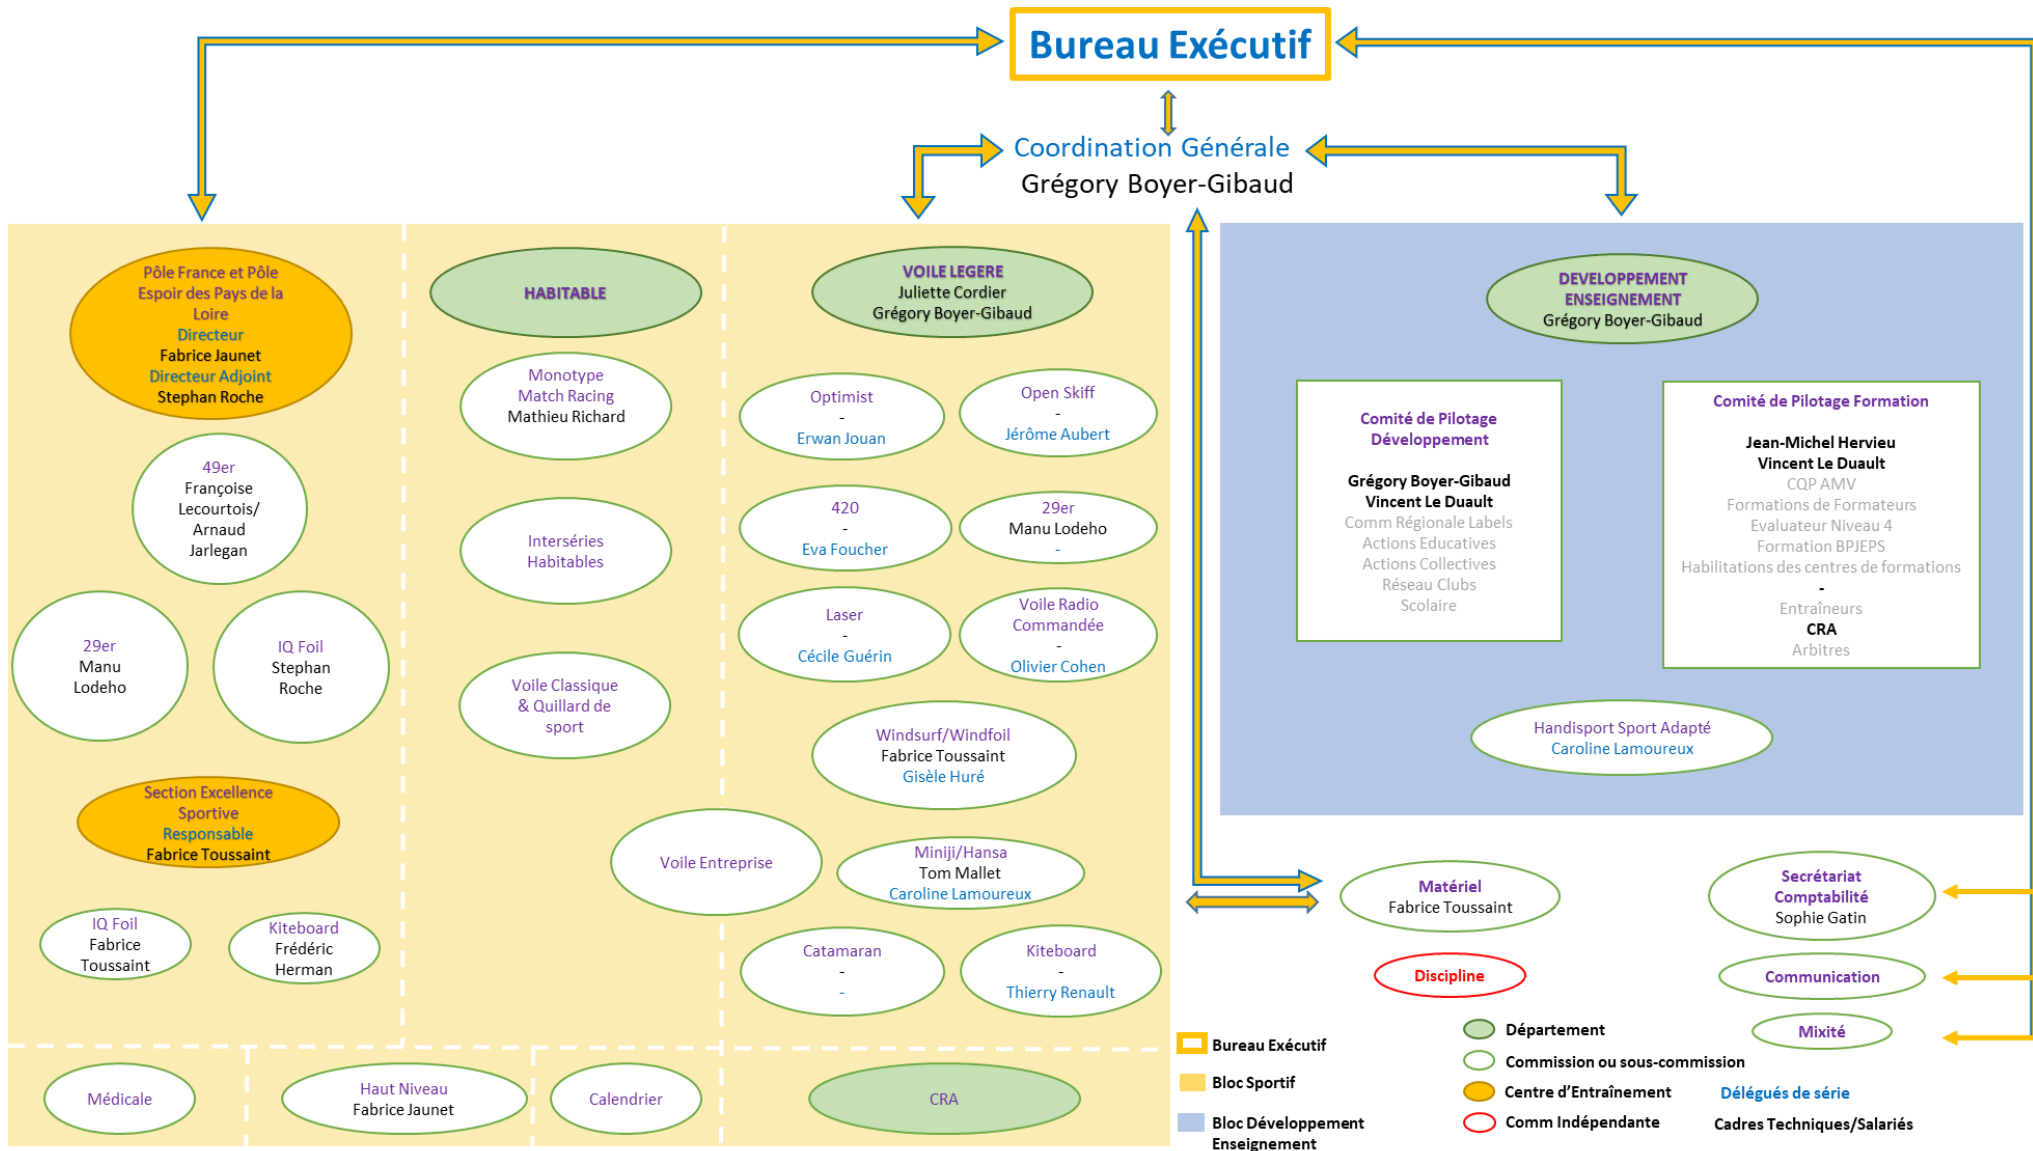 Bureau Exécutif
Coordination Générale
Grégory Boyer-Gibaud
Pôle France et Pôle
Espoir des Pays de la
Loire
Directeur
Fabrice Jaunet
Directeur Adjoint
Stephan Roche
49er
Françoise
Lecourtois/
Arnaud
Jarlegan
29er
Manu
Lodeho
IQ Foil
Stephan
Roche
Section Excellence
Sportive
Responsable
Fabrice Toussaint
IQ Foil
Fabrice
Toussaint
Kiteboard
Frédéric
Herman
HABITABLE
Monotype
Match Racing
Mathieu Richard
Interséries
Habitables
Voile Classique
& Quillard de
sport
Voile Entreprise
VOILE LEGERE
Juliette Cordier
Grégory Boyer-Gibaud
Optimist
-
Erwan Jouan
Open Skiff
-
Jérôme Aubert
420
-
Eva Foucher
29er
Manu Lodeho
-
Laser
-
Cécile Guérin
Voile Radio
Commandée
-
Olivier Cohen
Windsurf/Windfoil
Fabrice Toussaint
Gisèle Huré
Miniji/Hansa
Tom Mallet
Caroline Lamoureux
Catamaran
-
-
Kiteboard
-
Thierry Renault
Médicale
Haut Niveau
Fabrice Jaunet
Calendrier
CRA
DEVELOPPEMENT
ENSEIGNEMENT
Grégory Boyer-Gibaud
Comité de Pilotage
Développement
Grégory Boyer-Gibaud
Vincent Le Duault
Comm Régionale Labels
Actions Educatives
Actions Collectives
Réseau Clubs
Scolaire
Comité de Pilotage Formation
Jean-Michel Hervieu
Vincent Le Duault
CQP AMV
Formations de Formateurs
Evaluateur Niveau 4
Formation BPJEPS
Habilitations des centres de formations
-
Entraîneurs
CRA
Arbitres
Handisport Sport Adapté
Caroline Lamoureux
Matériel
Fabrice Toussaint
Secrétariat
Comptabilité
Sophie Gatin
Discipline
Communication
Mixité
Bureau Exécutif
Bloc Sportif
Bloc Développement
Enseignement
Département
Commission ou sous-commission
Centre d'Entraînement
Comm Indépendante
Délégués de série
Cadres Techniques/Salariés